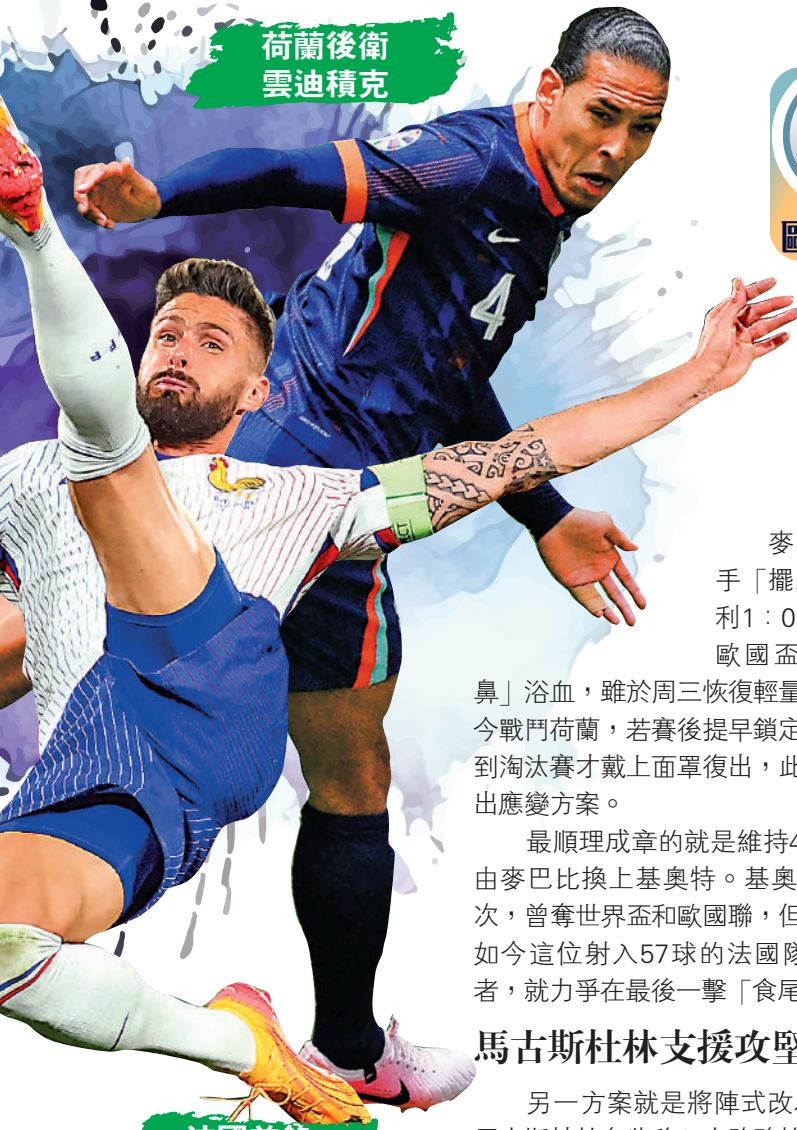 荷蘭後衛
雲迪積克
4
麥
手「擺
利1：0
歐國盃
鼻」浴血，雖於周三恢復輕量
今戰鬥荷蘭，若賽後提早鎖定
到淘汰賽才戴上面罩復出，此
出應變方案。
最順理成章的就是維持4
由麥巴比換上基奧特。基奧
次，曾奪世界盃和歐國聯，但
如今這位射入57球的法國隊
者，就力爭在最後一擊「食尾
馬古斯杜林支援攻堅
另一方案就是將陣式改